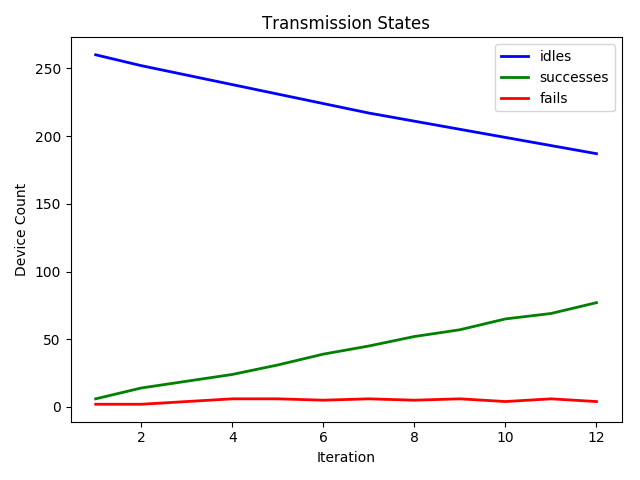 Transmission States
idles
successes
fails
Device Count
250
200
150
100
50
0
2 4 6 8 10 12
Iteration